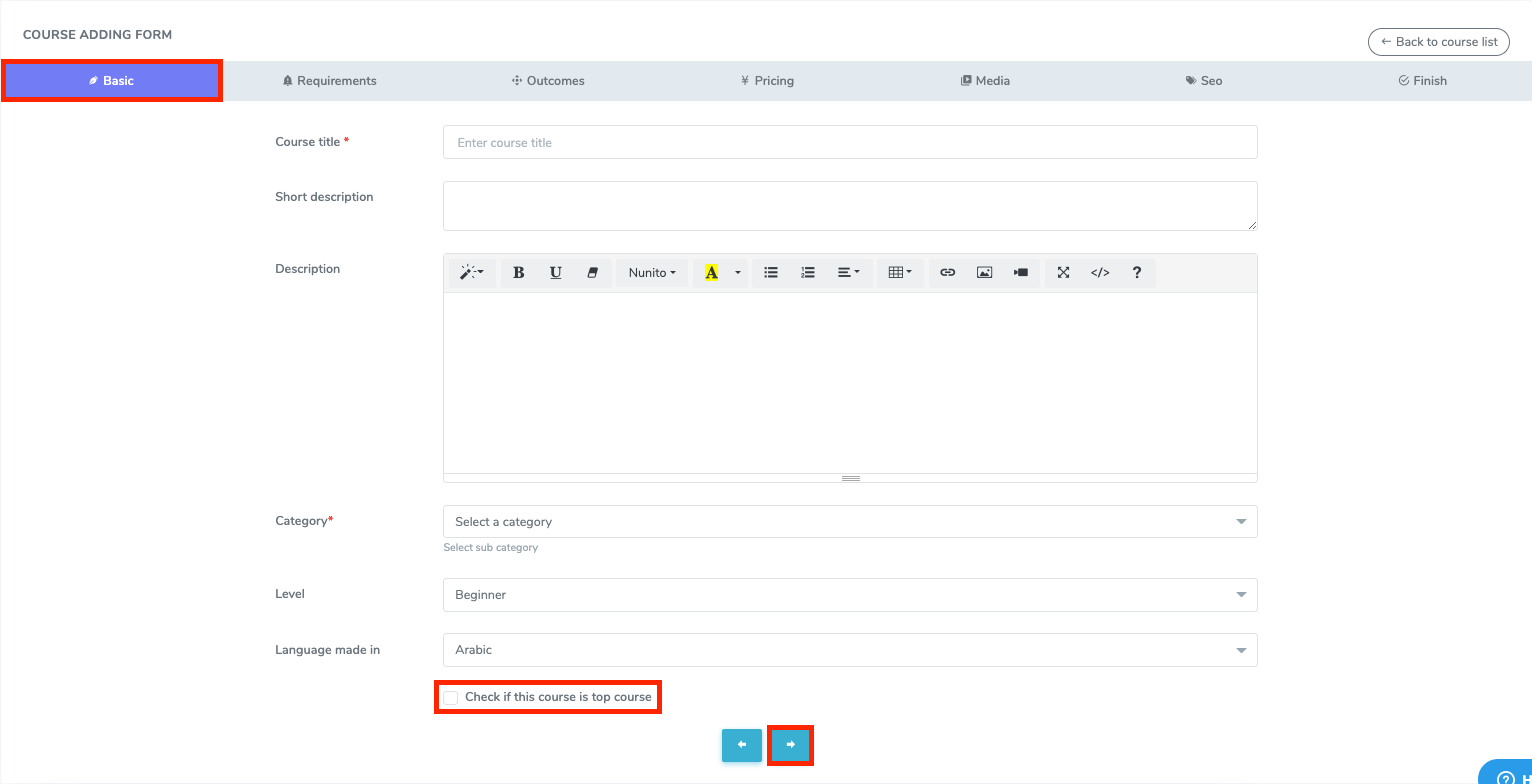 COURSE ADDING FORM
← Back to course list
Basic
Requirements
Outcomes
¥ Pricing
Media
Seo
Finish
Course title *
Enter course title
Short description
Description
B U Nunito A </> ?
Category*
Select a category
Select sub category
Level
Beginner
Language made in
Arabic
Check if this course is top course
?